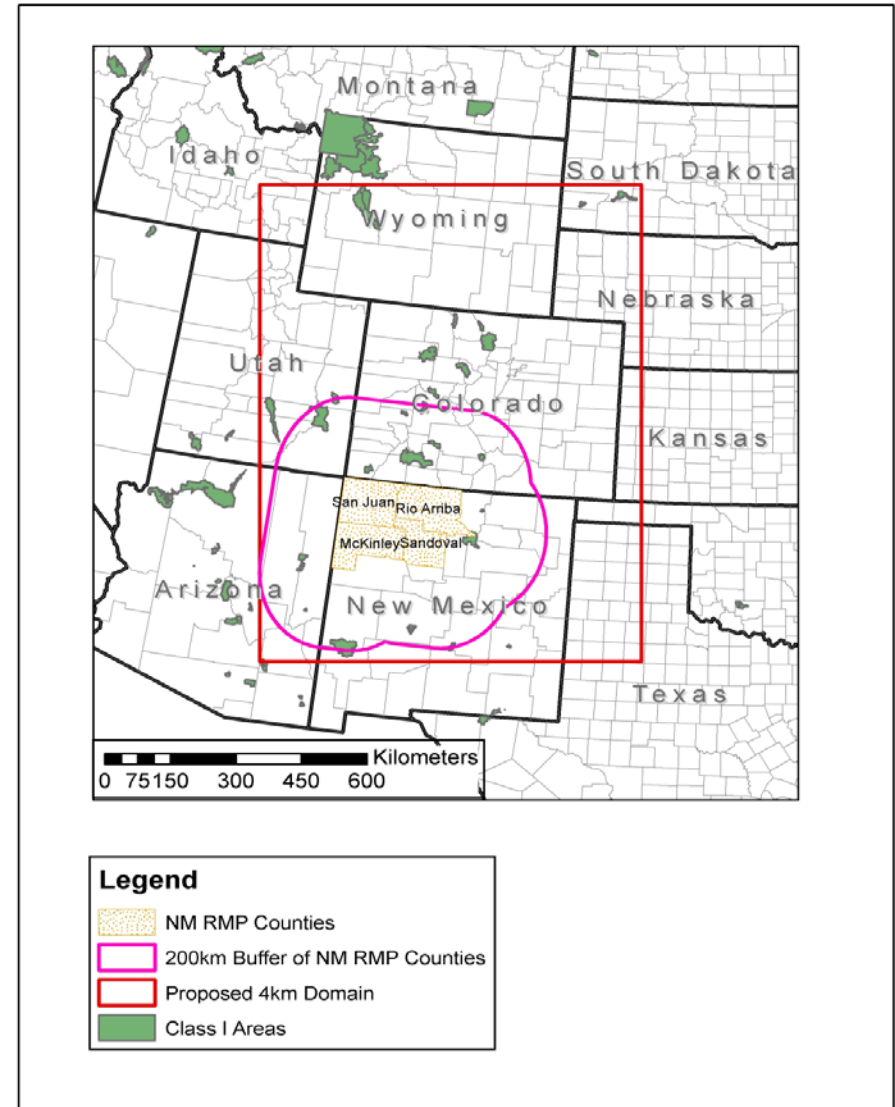 Montana
Idaho
South Dakota
Wyoming
Nebraska
Utah
Colorado
Kansas
San Juan
Rio Arriba
McKinley
Sandoval
Arizona
New Mexico
Texas
Kilometers
0 75 150 300 450 600
Legend
NM RMP Counties
200km Buffer of NM RMP Counties
Proposed 4km Domain
Class I Areas